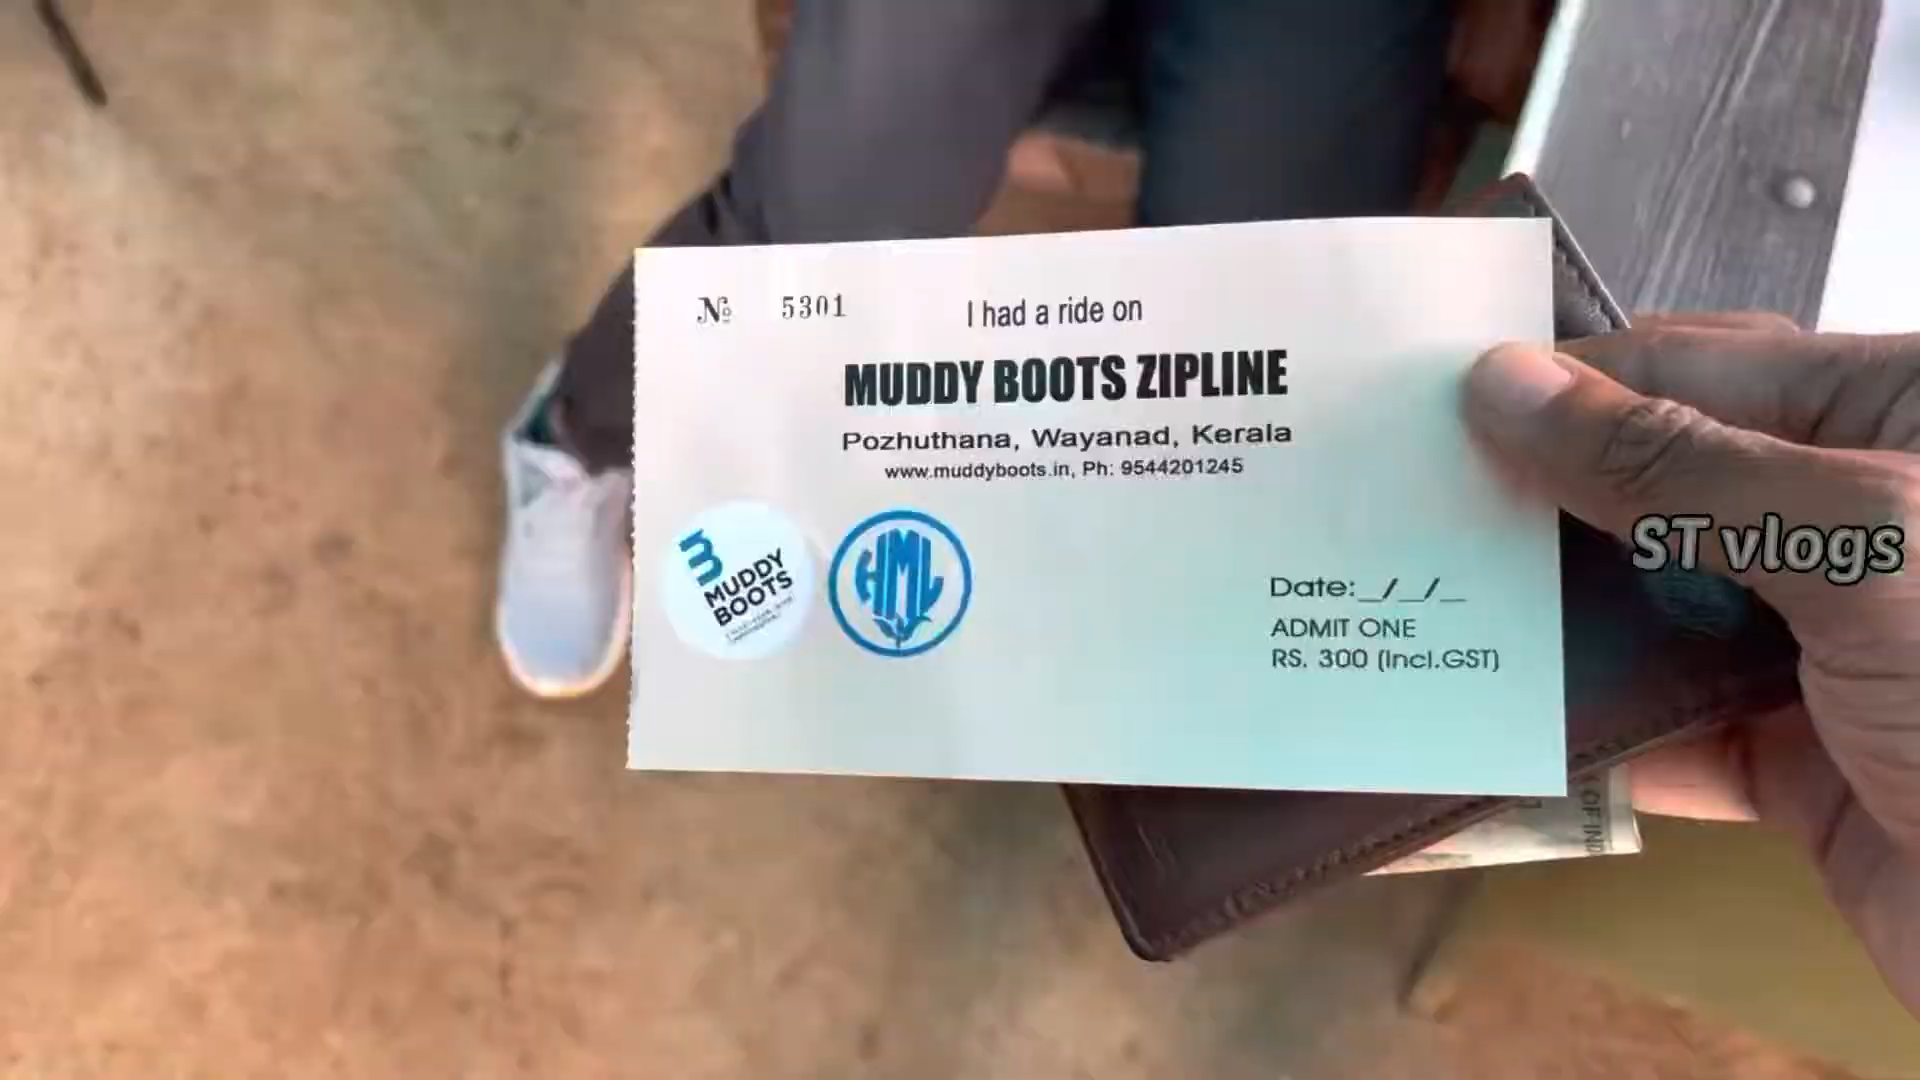 № 5301
I had a ride on
MUDDY BOOTS ZIPLINE
Pozhuthana, Wayanad, Kerala
www.muddyboots.in, Ph: 9544201245
MUDDY
BOOTS
HML
Date:_/_/_
ADMIT ONE
RS. 300 (Incl.GST)
ST vlogs